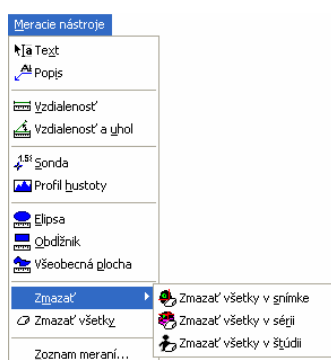 Meracie nástroje
Text
Popis
Vzdialenosť
Vzdialenosť a uhol
Sonda
Profil hustoty
Elipsa
Obdĺžnik
Všeobecná plocha
Zmazať
Zmazať všetky v snímke
Zmazať všetky
Zmazať všetky v sérii
Zmazať všetky v štúdii
Zoznam meraní...